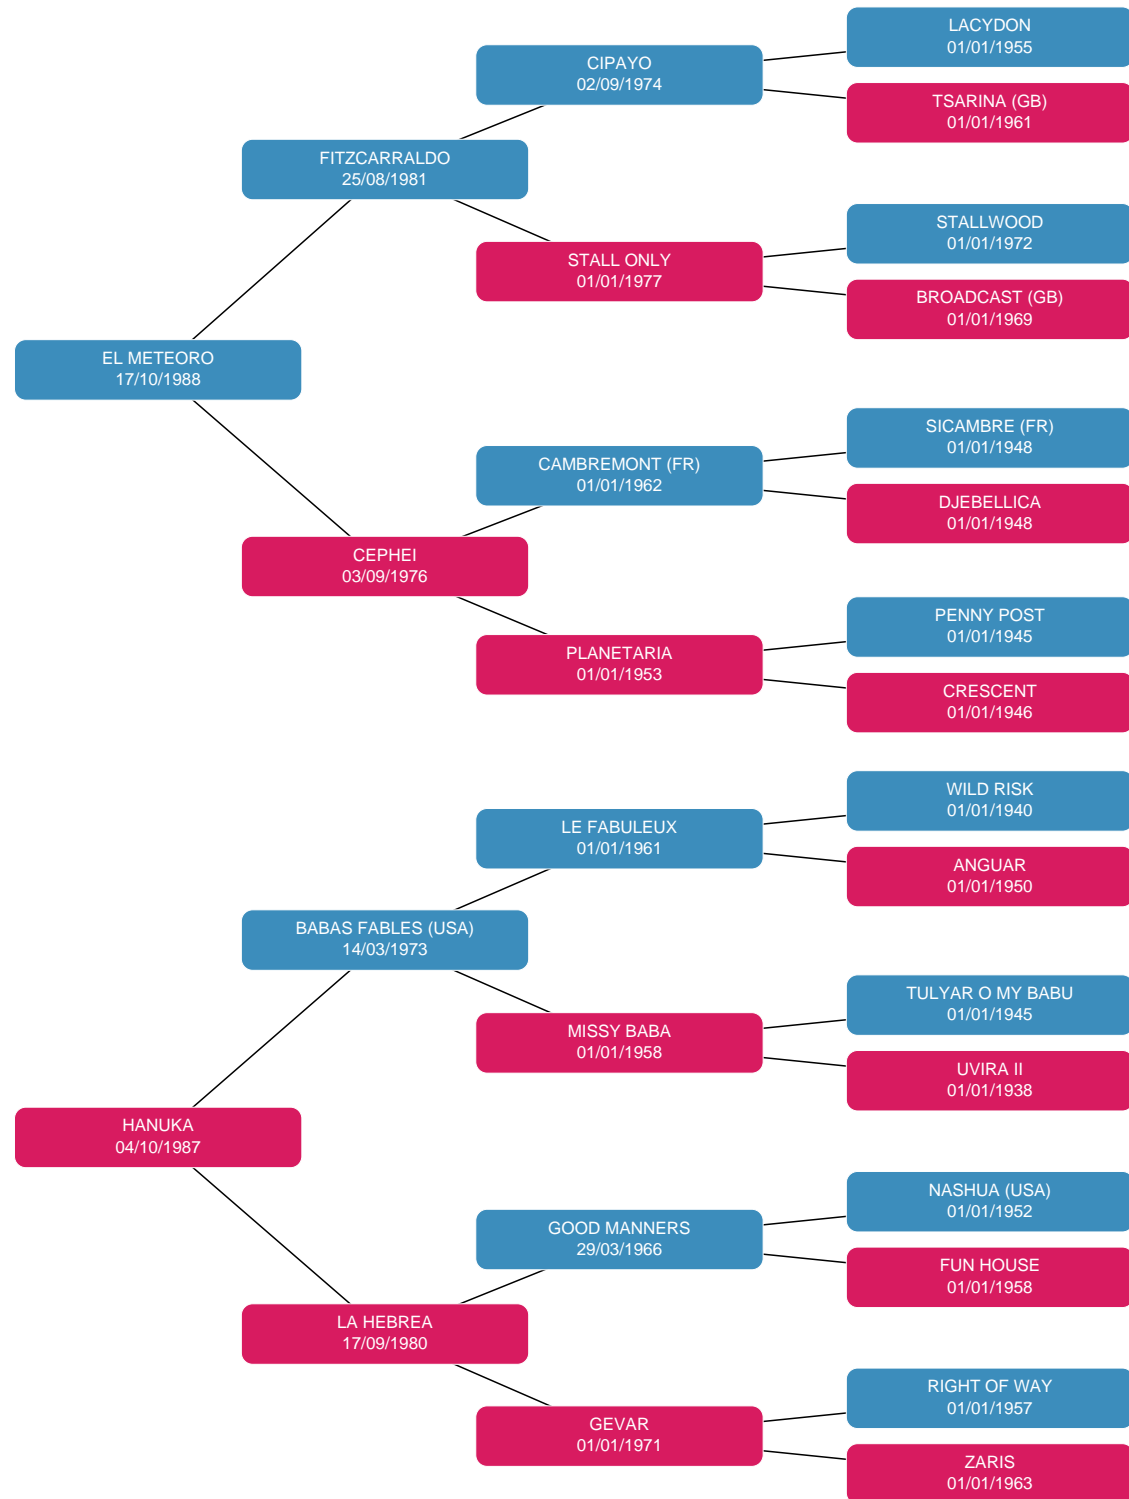 LACYDON
01/01/1955
CIPAYO
02/09/1974
TSARINA (GB)
01/01/1961
FITZCARRALDO
25/08/1981
STALLWOOD
01/01/1972
STALL ONLY
01/01/1977
BROADCAST (GB)
01/01/1969
EL METEORO
17/10/1988
SICAMBRE (FR)
01/01/1948
CAMBREMONT (FR)
01/01/1962
DJEBELLICA
01/01/1948
CEPHEI
03/09/1976
PENNY POST
01/01/1945
PLANETARIA
01/01/1953
CRESCENT
01/01/1946
WILD RISK
01/01/1940
LE FABULEUX
01/01/1961
ANGUAR
01/01/1950
BABAS FABLES (USA)
14/03/1973
TULYAR O MY BABU
01/01/1945
MISSY BABA
01/01/1958
UVIRA II
01/01/1938
HANUKA
04/10/1987
NASHUA (USA)
01/01/1952
GOOD MANNERS
29/03/1966
FUN HOUSE
01/01/1958
LA HEBREA
17/09/1980
RIGHT OF WAY
01/01/1957
GEVAR
01/01/1971
ZARIS
01/01/1963